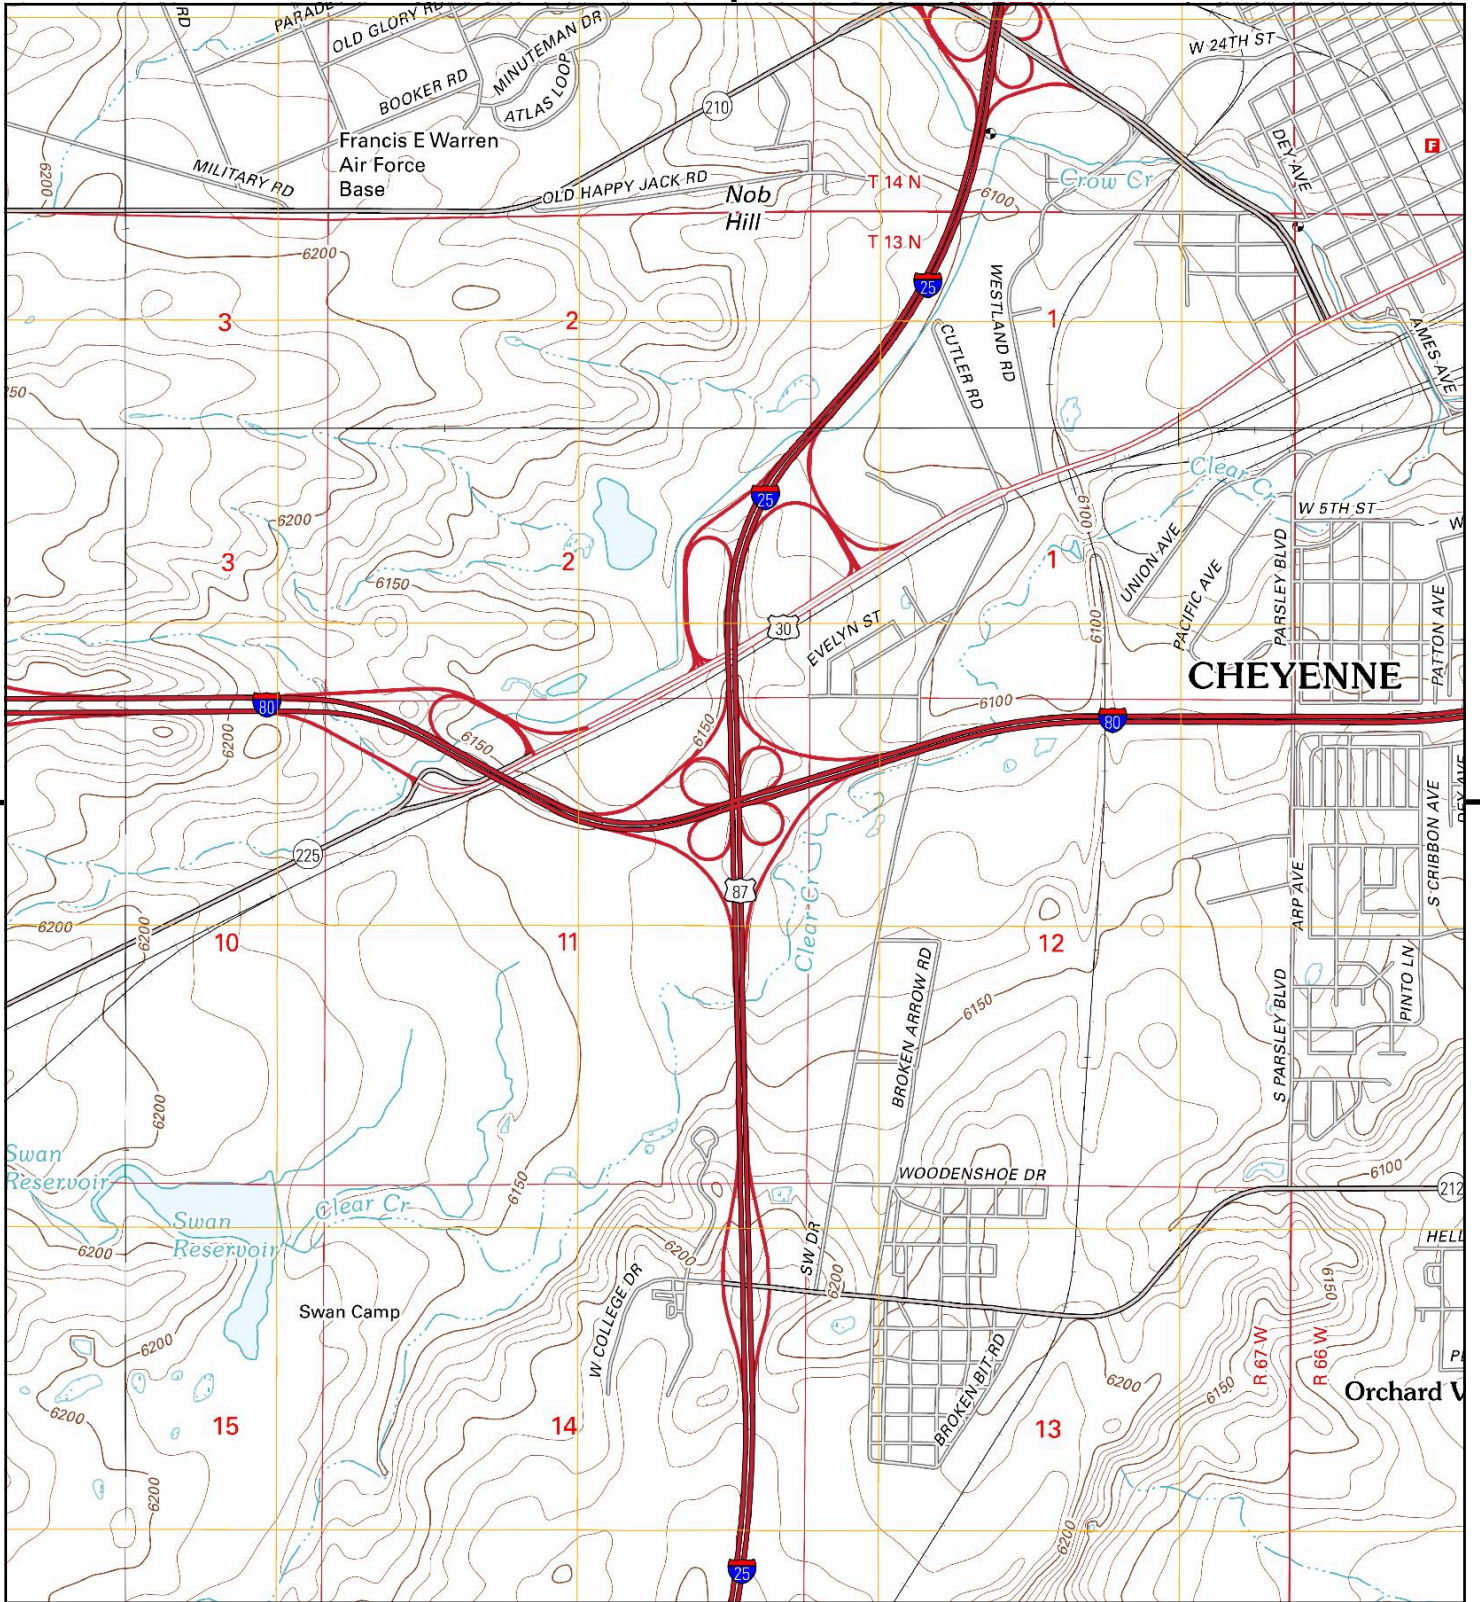 RD
PARADE
OLD GLORY RD
MINUTEMAN DR
W 24TH ST
BOOKER RD
ATLAS LOOP
210
Francis E Warren
Air Force
Base
DEY AVE
F
MILITARY RD
OLD HAPPY JACK RD
6200
Nob
Hill
T 14 N
Crow Cr
6100
T 13 N
6200
25
WESTLAND RD
3
2
1
CUTLER RD
AMES AVE
Clear Cr
25
6100
W 5TH ST
W
6200
3
2
1
UNION AVE
PARSLEY BLVD
6150
PACIFIC AVE
PATTON AVE
30
EVELYN ST
6100
CHEYENNE
80
6100
80
6200
6150
6150
225
87
S CRIBBON AVE
ARP AVE
Clear Cr
6200
6200
10
11
12
BROKEN ARROW RD
6150
PINTO LN
S PARSLEY BLVD
6200
Swan
Reservoir
WOODENSHOE DR
6100
212
6150
Clear Cr
Swan
Reservoir
6200
SW DR
6200
HELL
W COLLEGE DR
6200
6150
Swan Camp
6200
R 67 W
R 66 W
BROKEN BIT RD
6200
6150
Orchard V
6200
15
14
13
6200
6200
25